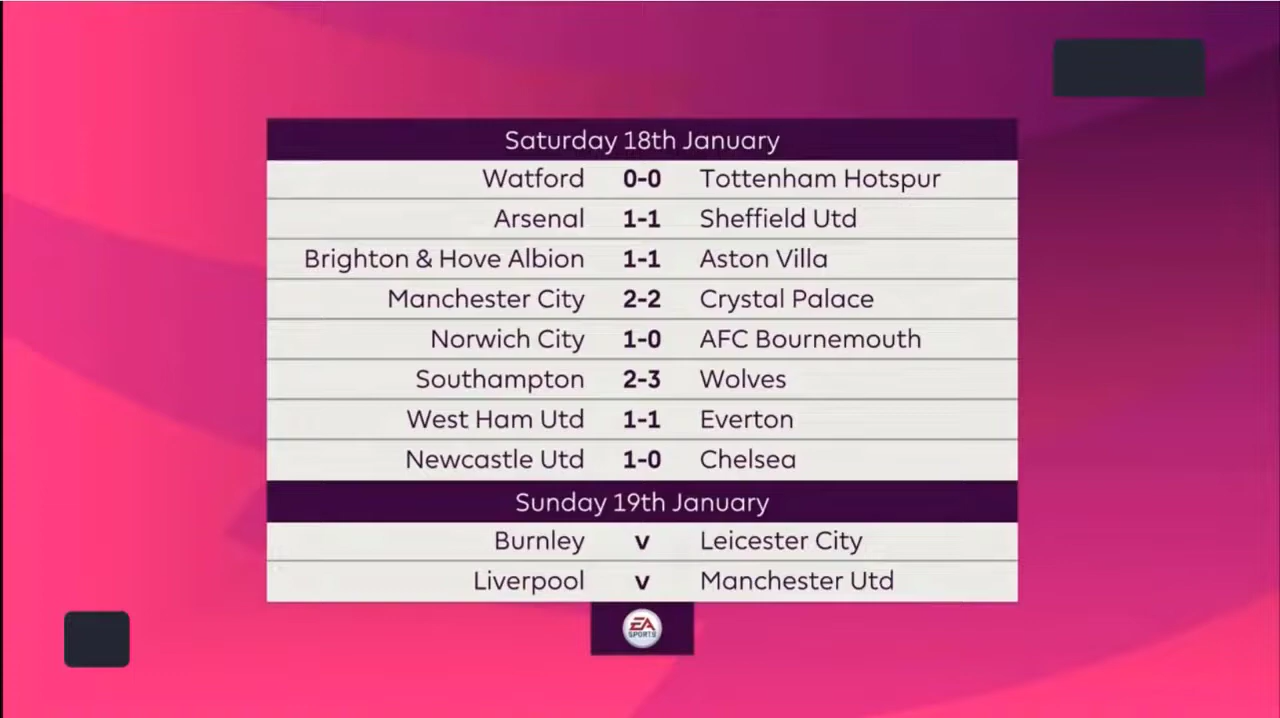 Saturday 18th January
Watford 0-0 Tottenham Hotspur
Arsenal 1-1 Sheffield Utd
Brighton & Hove Albion 1-1 Aston Villa
Manchester City 2-2 Crystal Palace
Norwich City 1-0 AFC Bournemouth
Southampton 2-3 Wolves
West Ham Utd 1-1 Everton
Newcastle Utd 1-0 Chelsea
Sunday 19th January
Burnley v Leicester City
Liverpool v Manchester Utd
EA
SPORTS